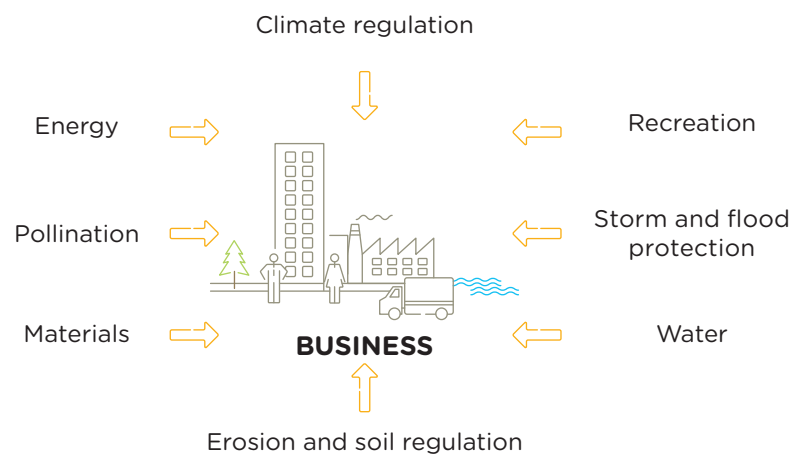 Climate regulation
Energy
Recreation
Pollination
Storm and flood
protection
Materials
BUSINESS
Water
Erosion and soil regulation